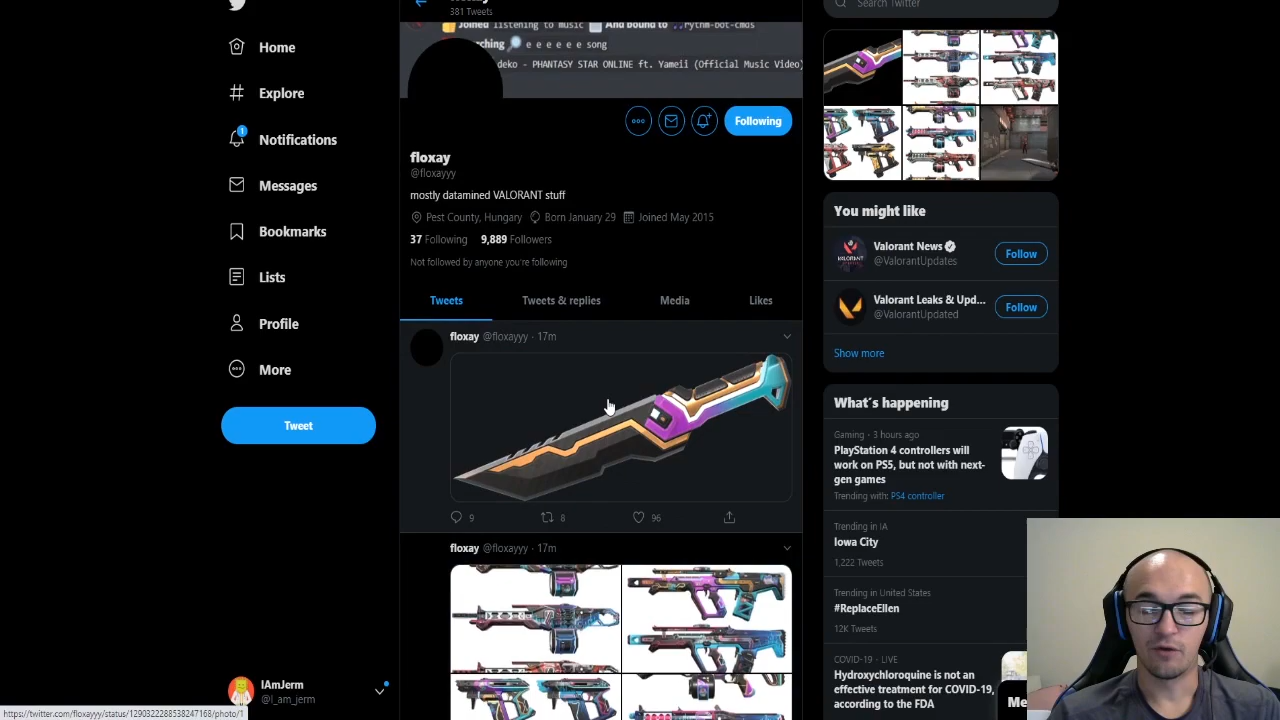 381 Tweets
Joined listening to music And bound to rythm-bot-cmds
rching e e e e e e song
deko - PHANTASY STAR ONLINE ft. Yameii (Official Music Video)
Search Twitter
Home
Explore
1
Notifications
Messages
Bookmarks
Lists
Profile
More
Tweet
Following
floxay
@floxayyy
mostly datamined VALORANT stuff
Pest County, Hungary Born January 29 Joined May 2015
37 Following 9,889 Followers
Not followed by anyone you're following
Tweets Tweets & replies Media Likes
floxay @floxayyy · 17m
9 8 96
floxay @floxayyy · 17m
You might like
Valorant News
@ValorantUpdates
Follow
Valorant Leaks & Upd...
@ValorantUpdated
Follow
Show more
What's happening
Gaming · 3 hours ago
PlayStation 4 controllers will
work on PS5, but not with next-
gen games
Trending with: PS4 controller
Trending in IA
Iowa City
1,222 Tweets
Trending in United States
#ReplaceEllen
12K Tweets
COVID-19 · LIVE
Hydroxychloroquine is not an
effective treatment for COVID-19,
according to the FDA
Me
IAmJerm
@I_am_jerm
https://twitter.com/floxayyy/status/1290322288538247168/photo/1